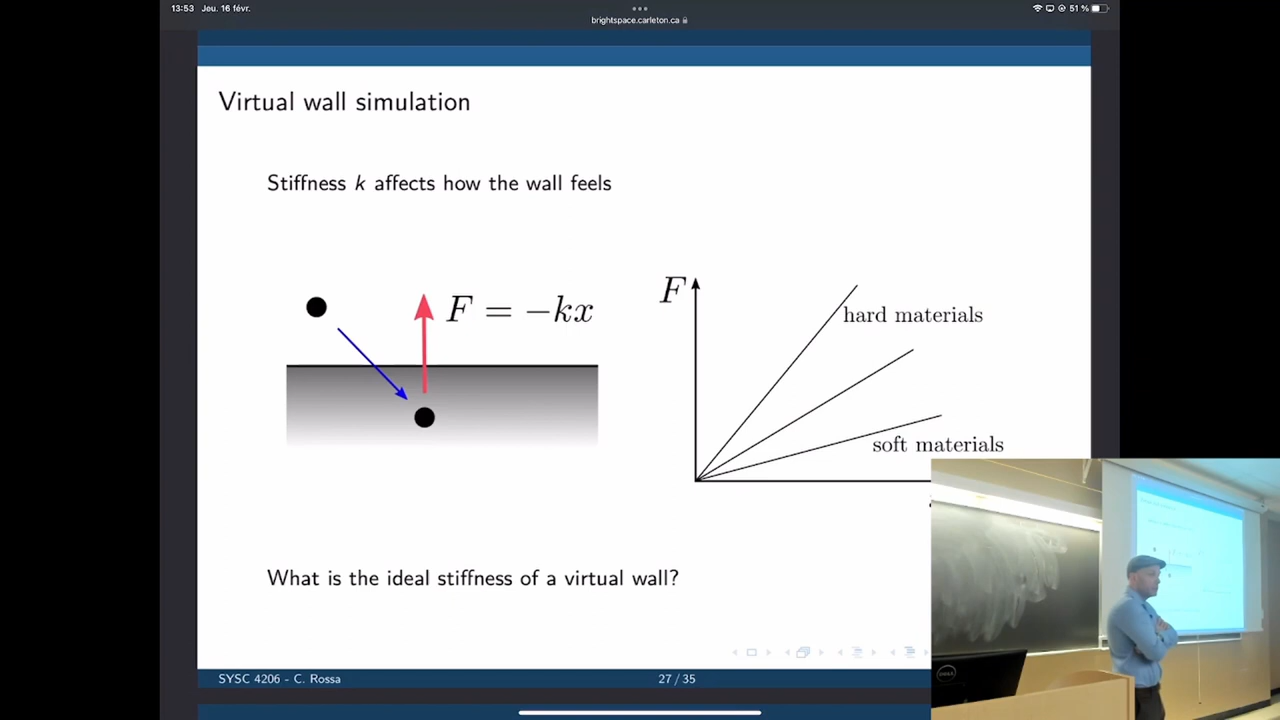 13:53 Jeu. 16 févr.
brightspace.carleton.ca
51 %
Virtual wall simulation
Stiffness k affects how the wall feels
F = −kx
F
hard materials
soft materials
What is the ideal stiffness of a virtual wall?
SYSC 4206 - C. Rossa
27 / 35
DELL